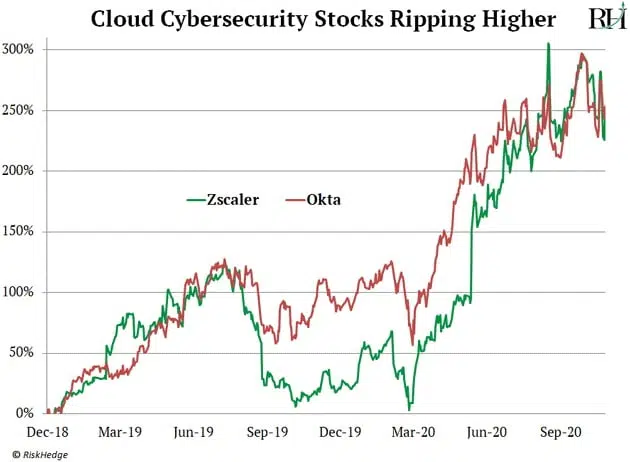 Cloud Cybersecurity Stocks Ripping Higher
RH
300%
250%
200%
150%
100%
50%
0%
Zscaler
Okta
Dec-18
Mar-19
Jun-19
Sep-19
Dec-19
Mar-20
Jun-20
Sep-20
© RiskHedge